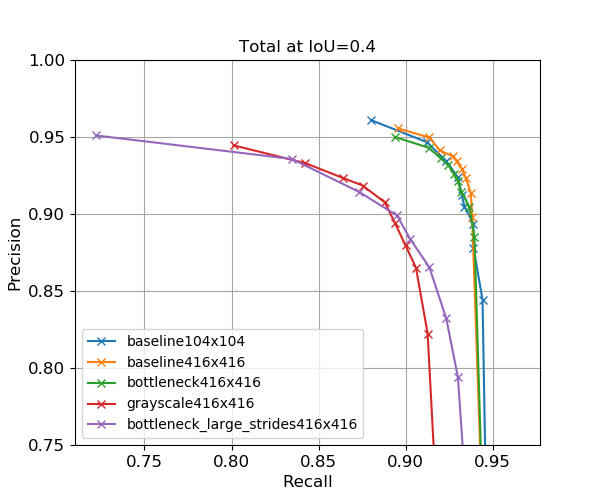 Total at IoU=0.4
1.00
0.95
0.90
0.85
0.80
0.75
Precision
baseline104x104
baseline416x416
bottleneck416x416
grayscale416x416
bottleneck_large_strides416x416
0.75 0.80 0.85 0.90 0.95
Recall